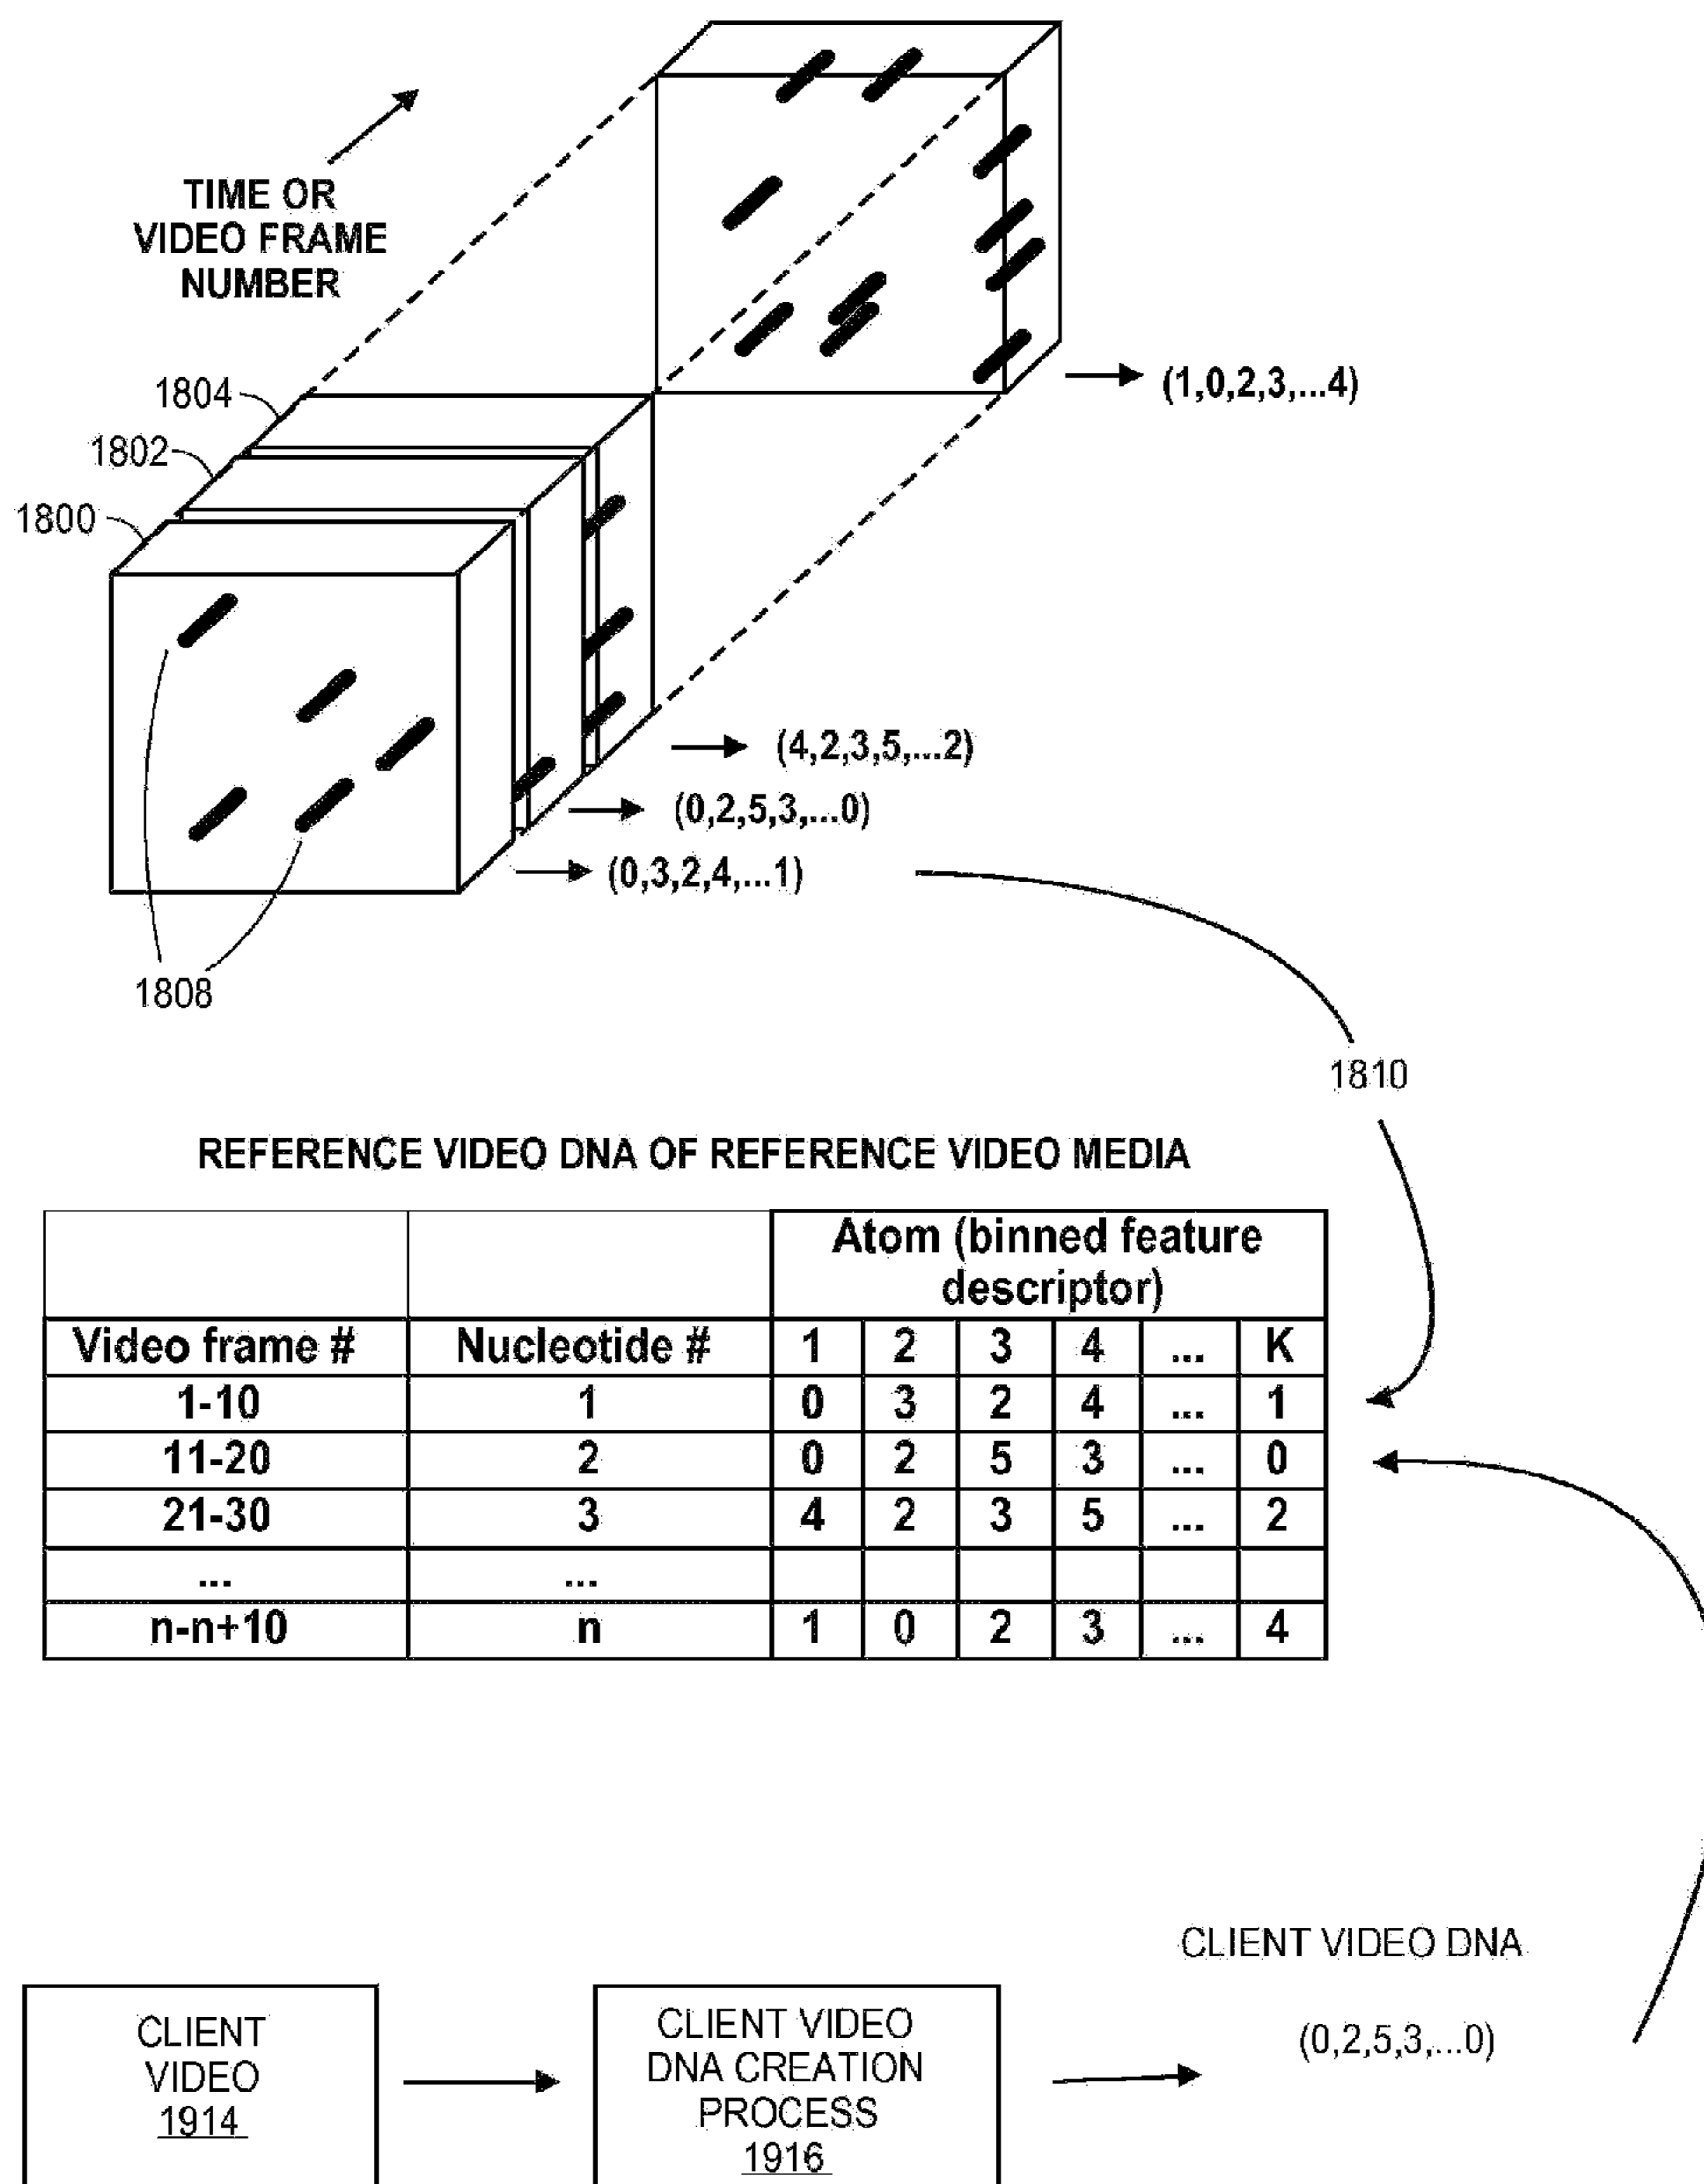 TIME OR
VIDEO FRAME
NUMBER
1804
1802
1800
(1,0,2,3,...4)
(4,2,3,5,...2)
(0,2,5,3,...0)
(0,3,2,4,...1)
1808
1810
REFERENCE VIDEO DNA OF REFERENCE VIDEO MEDIA
Atom (binned feature
descriptor)
Video frame # Nucleotide # 1 2 3 4 ... K
1-10 1 0 3 2 4 ... 1
11-20 2 0 2 5 3 ... 0
21-30 3 4 2 3 5 ... 2
... ...
n-n+10 n 1 0 2 3 ... 4
CLIENT VIDEO DNA
(0,2,5,3,...0)
CLIENT
VIDEO
1914
CLIENT VIDEO
DNA CREATION
PROCESS
1916